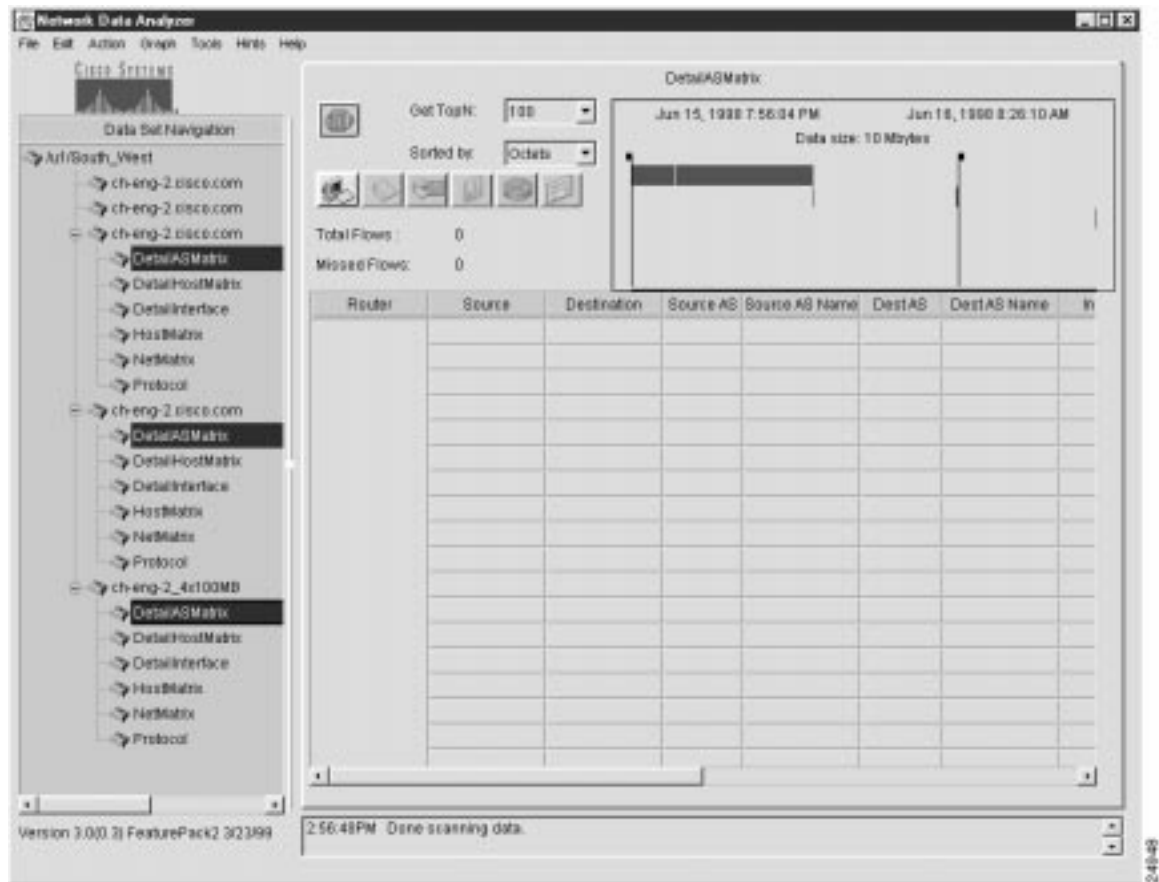 Network Data Analyzer
File Edit Action Graph Tools Hints Help
CISCO SYSTEMS
Data Set Navigation
/u1/South_West
ch-eng-2.cisco.com
ch-eng-2.cisco.com
ch-eng-2.cisco.com
DetailASMatrix
DetailHostMatrix
DetailInterface
HostMatrix
NetMatrix
Protocol
ch-eng-2.cisco.com
DetailASMatrix
DetailHostMatrix
DetailInterface
HostMatrix
NetMatrix
Protocol
ch-eng-2_4x100MB
DetailASMatrix
DetailHostMatrix
DetailInterface
HostMatrix
NetMatrix
Protocol
Version 3.0(0.3) FeaturePack2 3/23/99
DetailASMatrix
Get TopN: 100
Sorted by: Octets
Total Flows : 0
Missed Flows: 0
Jun 15, 1998 7:56:04 PM Jun 16, 1998 8:26:10 AM
Data size: 10 Mbytes
Router Source Destination Source AS Source AS Name Dest AS Dest AS Name In
2:56:48PM Done scanning data.
24848